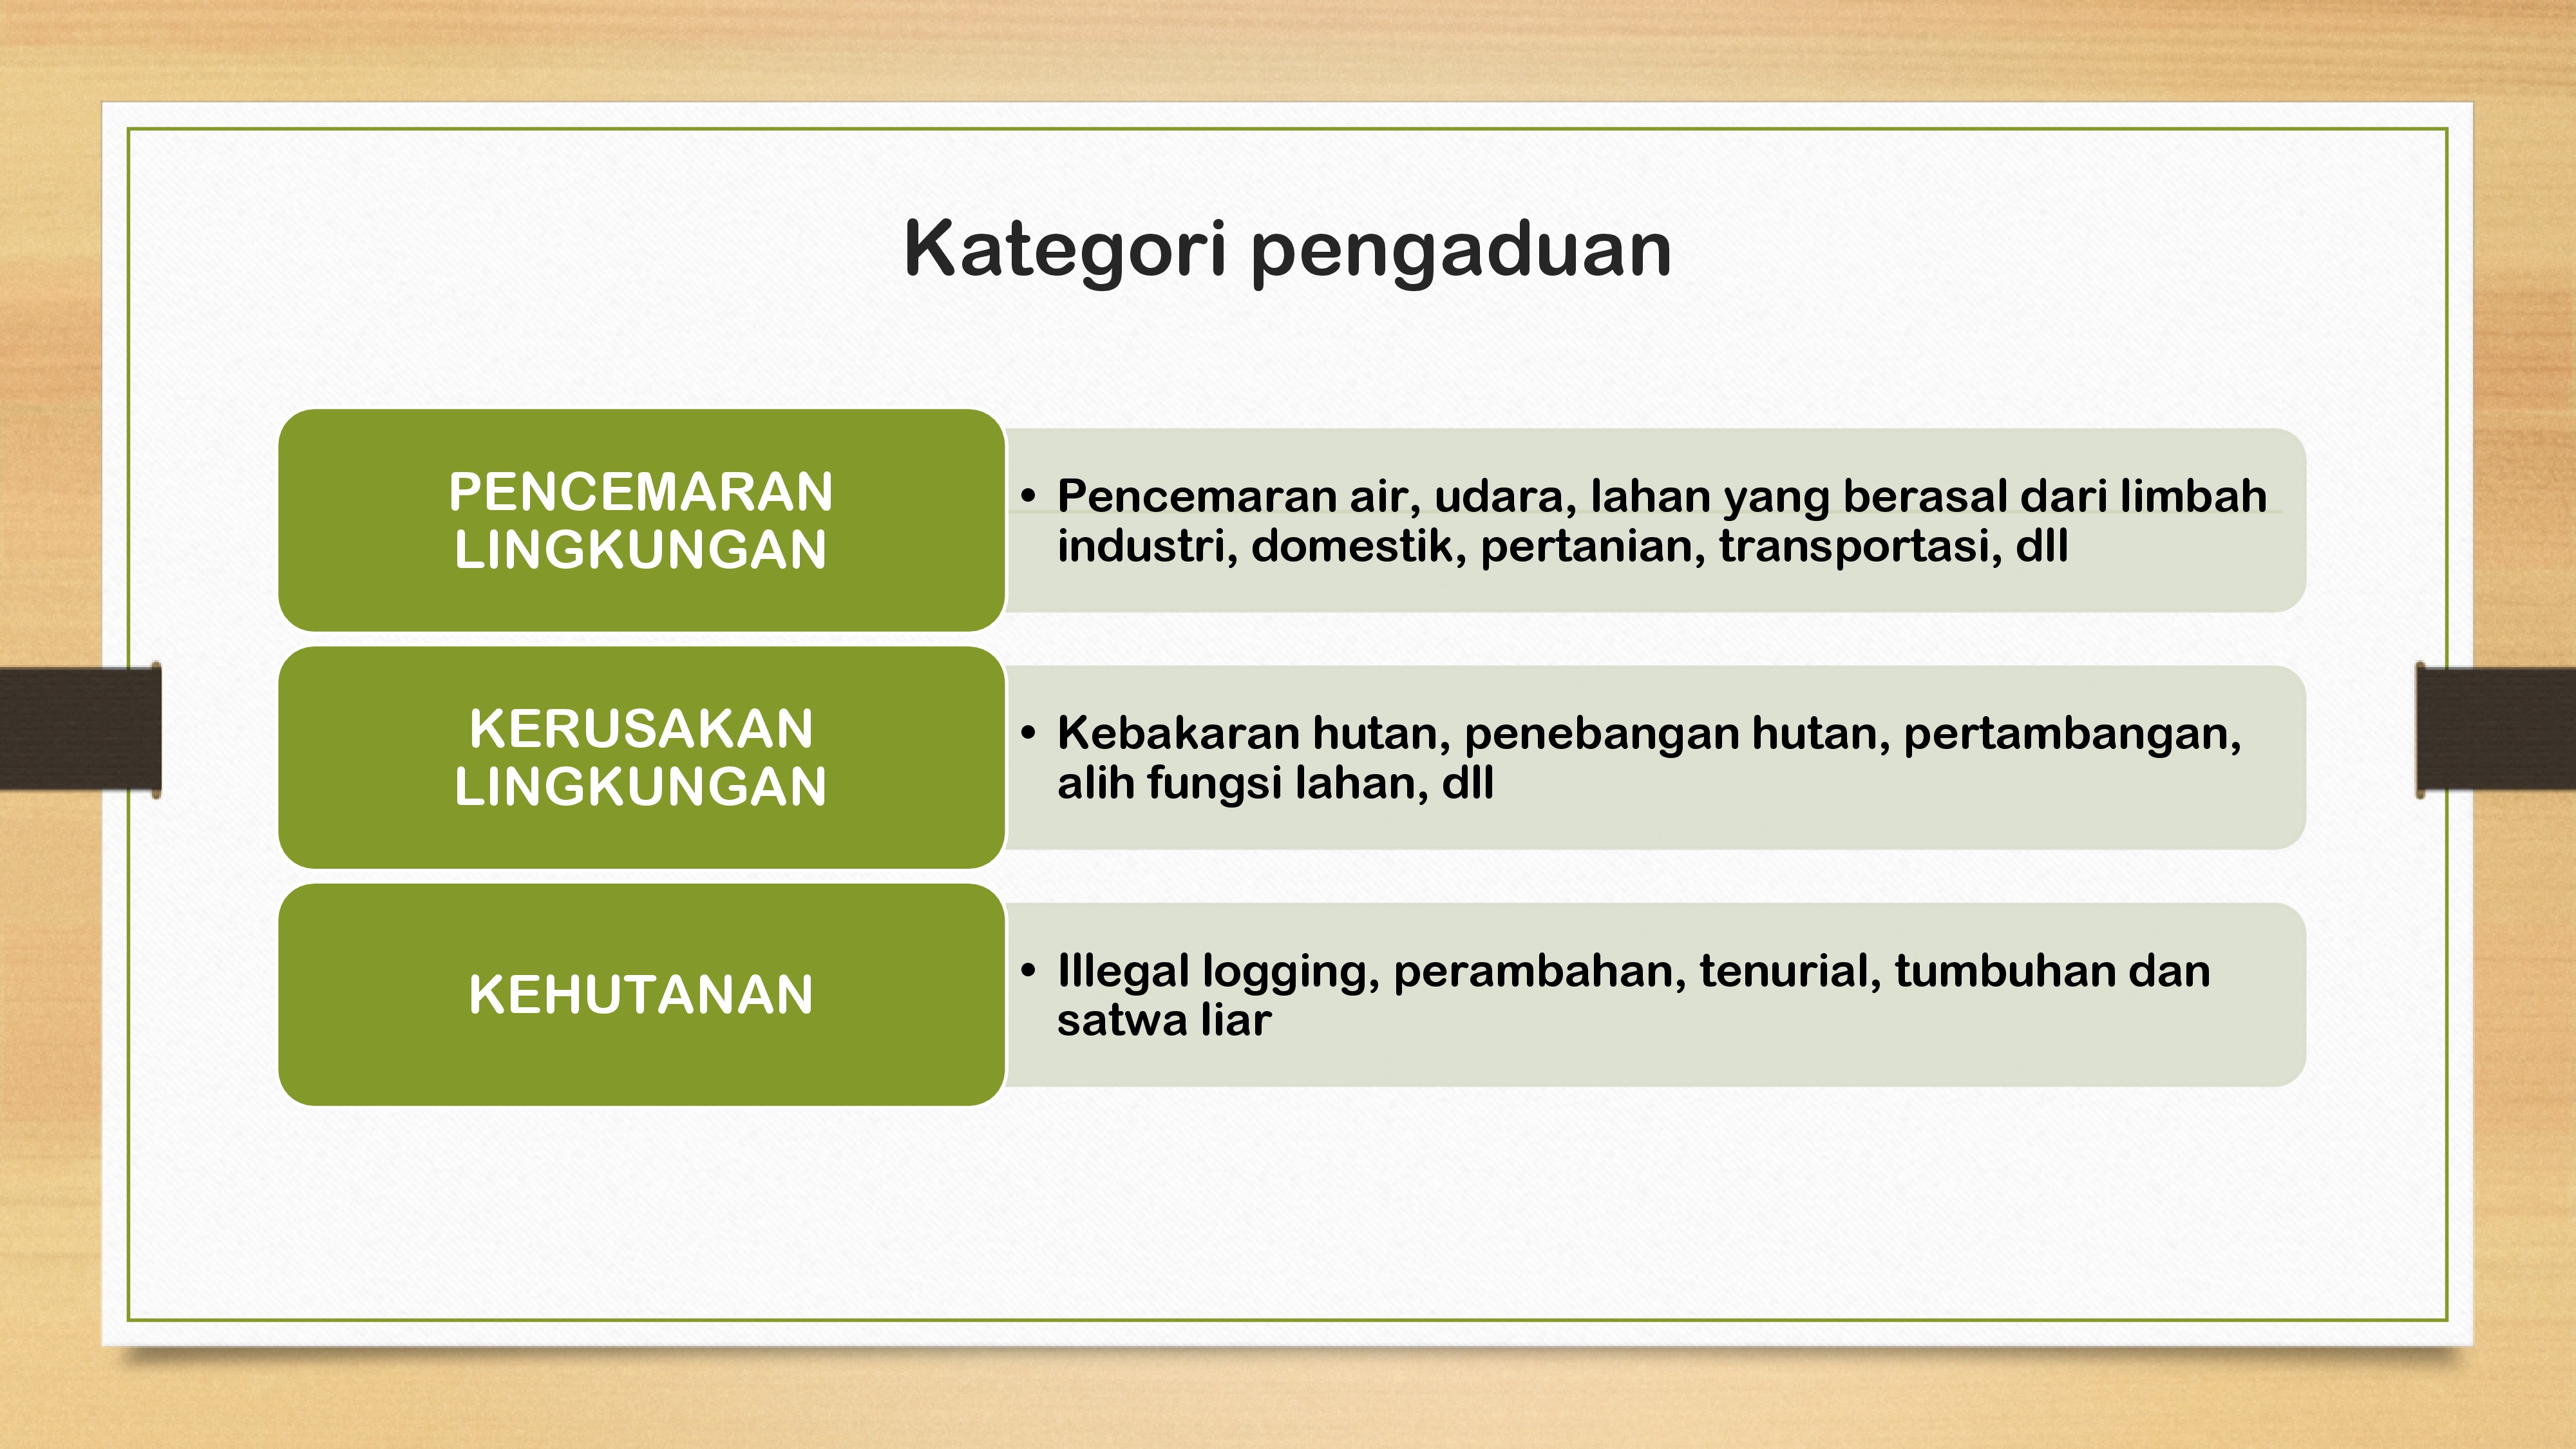 Kategori pengaduan
PENCEMARAN
LINGKUNGAN
• Pencemaran air, udara, lahan yang berasal dari limbah
industri, domestik, pertanian, transportasi, dll
KERUSAKAN
LINGKUNGAN
• Kebakaran hutan, penebangan hutan, pertambangan,
alih fungsi lahan, dll
KEHUTANAN
• Illegal logging, perambahan, tenurial, tumbuhan dan
satwa liar